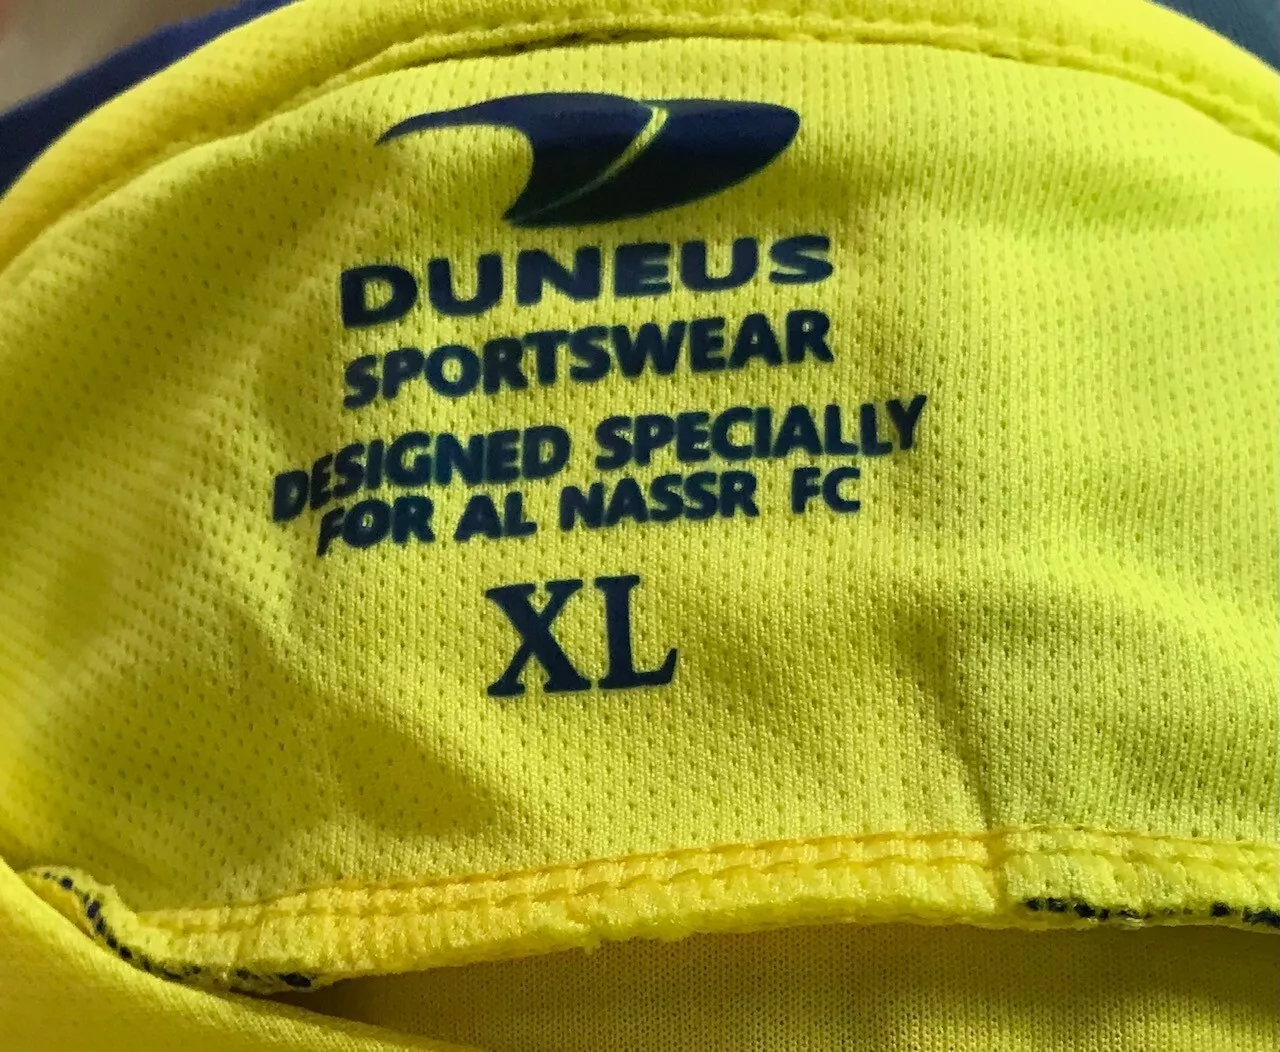 DUNEUS
SPORTSWEAR
DESIGNED SPECIALLY
FOR AL NASSR FC
XL